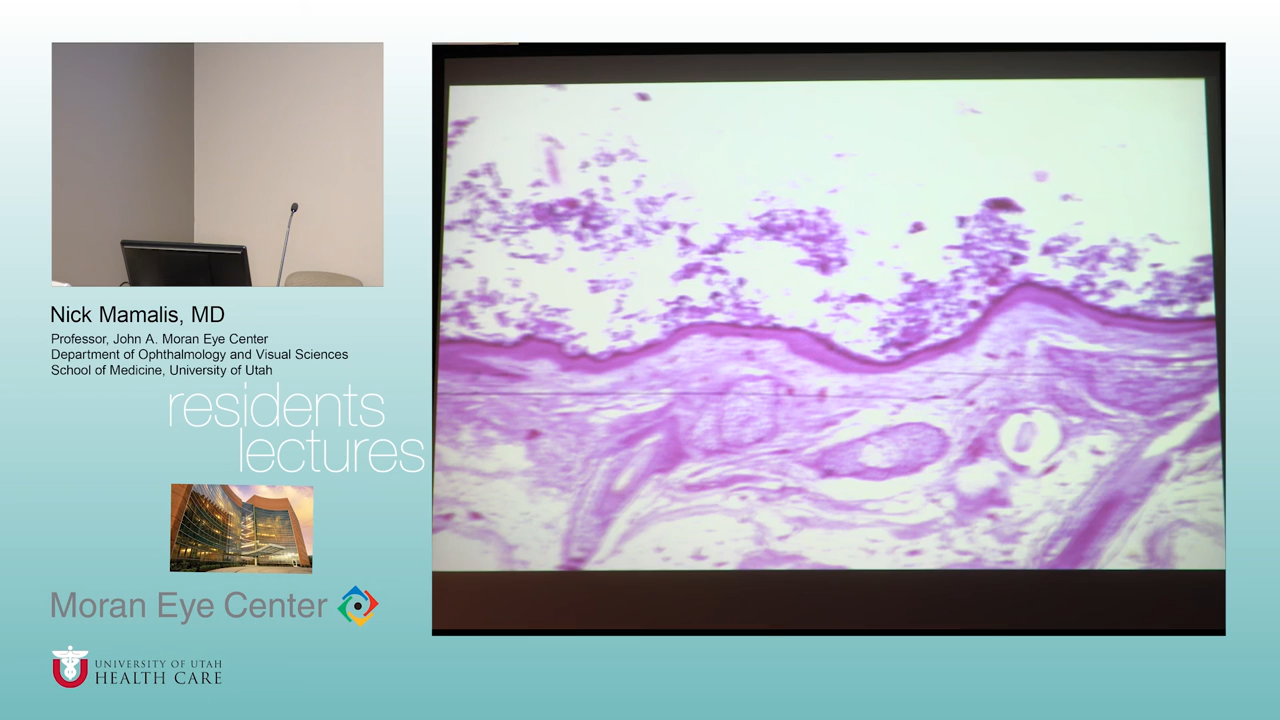 Nick Mamalis, MD
Professor, John A. Moran Eye Center
Department of Ophthalmology and Visual Sciences
School of Medicine, University of Utah
residents
lectures
Moran Eye Center
UNIVERSITY OF UTAH
HEALTH CARE